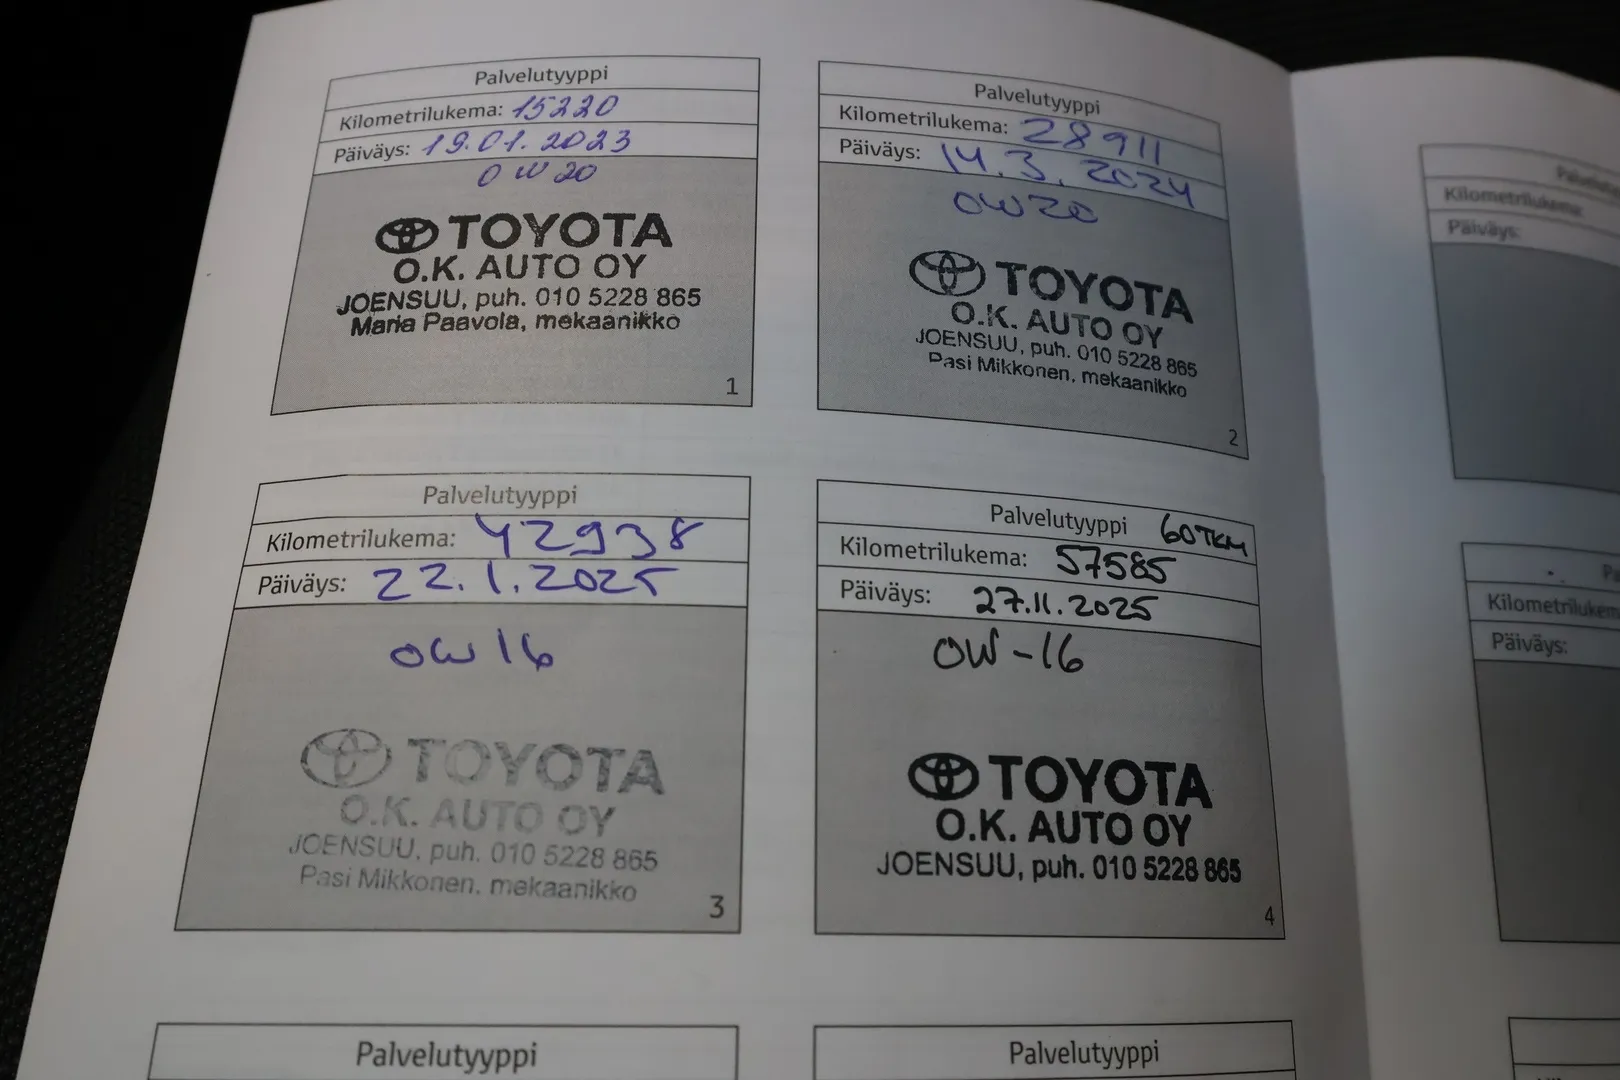 Palvelutyyppi
Kilometrilukema: 15220
Päiväys: 19.01.2023
0W20
TOYOTA
O.K. AUTO OY
JOENSUU, puh. 010 5228 865
Maria Paavola, mekaanikko
1
Palvelutyyppi
Kilometrilukema: 28911
Päiväys: 14.3.2024
0W20
TOYOTA
O.K. AUTO OY
JOENSUU, puh. 010 5228 865
Pasi Mikkonen, mekaanikko
2
Palvelutyyppi
Kilometrilukema: 42938
Päiväys: 22.1.2025
0W16
TOYOTA
O.K. AUTO OY
JOENSUU, puh. 010 5228 865
Pasi Mikkonen, mekaanikko
3
Palvelutyyppi 60TKM
Kilometrilukema: 57585
Päiväys: 27.11.2025
0W-16
TOYOTA
O.K. AUTO OY
JOENSUU, puh. 010 5228 865
4
Palvelutyyppi
Palvelutyyppi
Kilometrilukema:
Päiväys:
Päiväys: